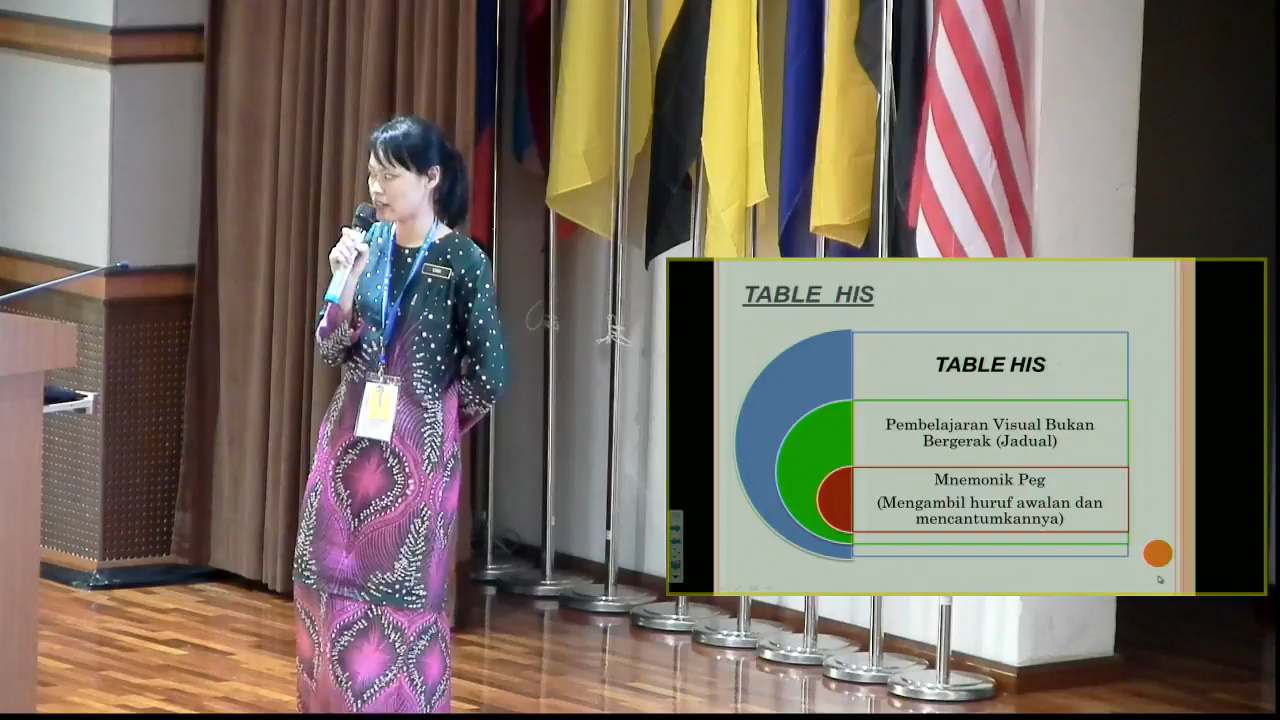 TABLE HIS
TABLE HIS
Pembelajaran Visual Bukan
Bergerak (Jadual)
Mnemonik Peg
(Mengambil huruf awalan dan
mencantumkannya)